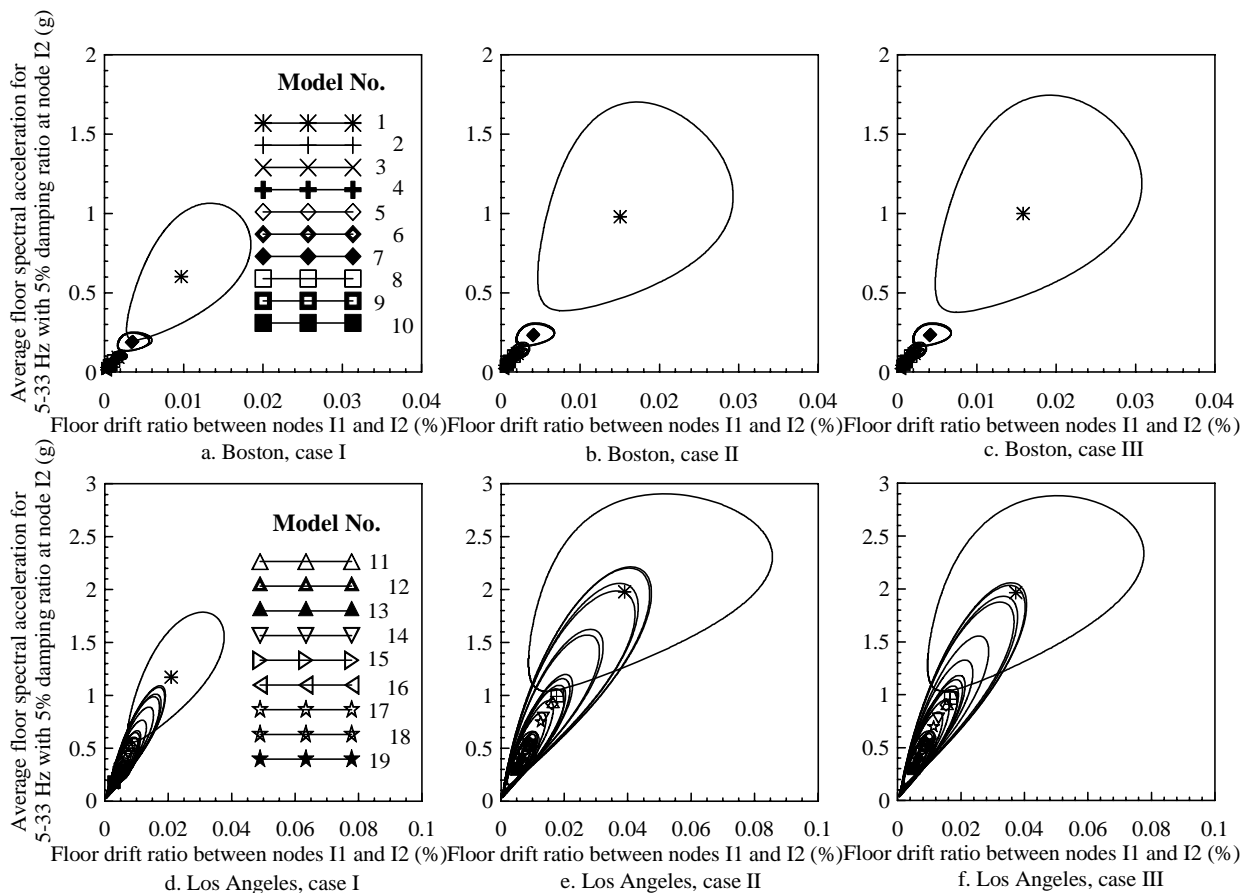 Average floor spectral acceleration for
5-33 Hz with 5% damping ratio at node I2 (g)
2
1.5
1
0.5
0
Model No.
1
2
3
4
5
6
7
8
9
10
0 0.01 0.02 0.03 0.04
Floor drift ratio between nodes I1 and I2 (%)
a. Boston, case I
2
1.5
1
0.5
0
0 0.01 0.02 0.03 0.04
Floor drift ratio between nodes I1 and I2 (%)
b. Boston, case II
2
1.5
1
0.5
0
0 0.01 0.02 0.03 0.04
Floor drift ratio between nodes I1 and I2 (%)
c. Boston, case III
Average floor spectral acceleration for
5-33 Hz with 5% damping ratio at node I2 (g)
3
2.5
2
1.5
1
0.5
0
Model No.
11
12
13
14
15
16
17
18
19
0 0.02 0.04 0.06 0.08 0.1
Floor drift ratio between nodes I1 and I2 (%)
d. Los Angeles, case I
3
2.5
2
1.5
1
0.5
0
0 0.02 0.04 0.06 0.08 0.1
Floor drift ratio between nodes I1 and I2 (%)
e. Los Angeles, case II
3
2.5
2
1.5
1
0.5
0
0 0.02 0.04 0.06 0.08 0.1
Floor drift ratio between nodes I1 and I2 (%)
f. Los Angeles, case III